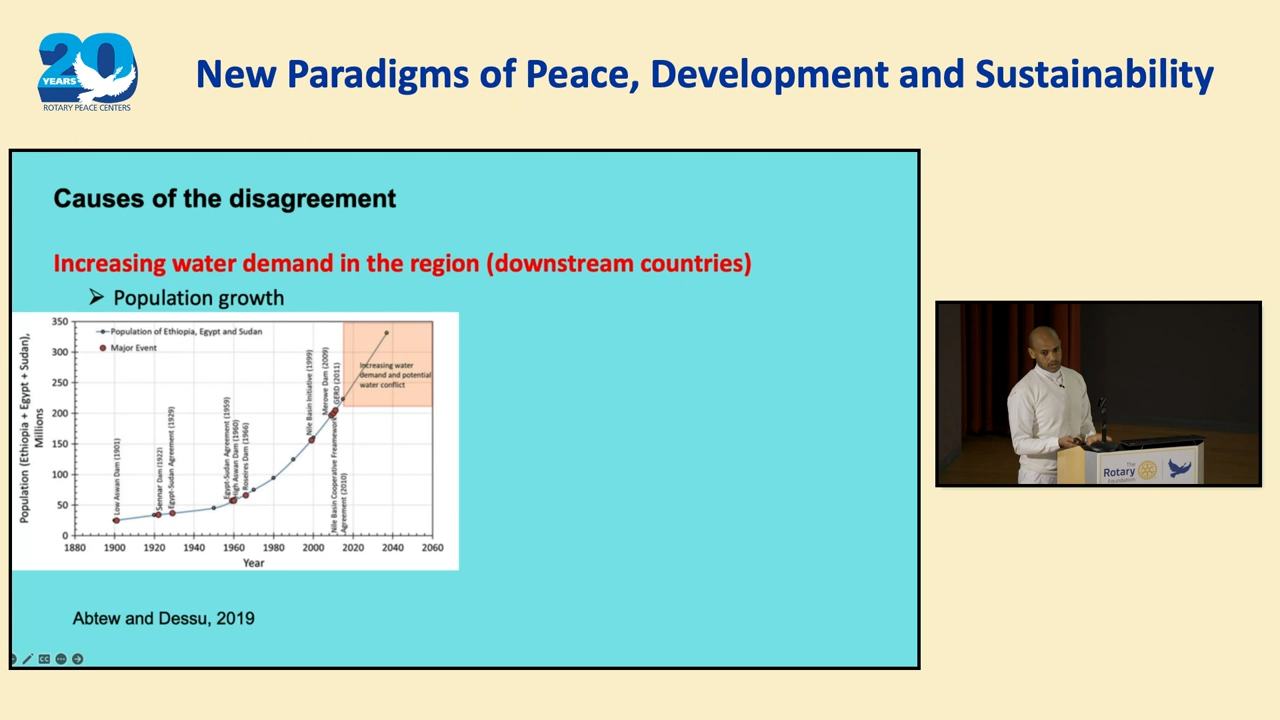 20
YEARS
ROTARY PEACE CENTERS
New Paradigms of Peace, Development and Sustainability
Causes of the disagreement
Increasing water demand in the region (downstream countries)
➢ Population growth
Population (Ethiopia + Egypt + Sudan),
Millions
350
300
250
200
150
100
50
0
Population of Ethiopia, Egypt and Sudan
Major Event
Low Aswan Dam (1901)
Sennar Dam (1922)
Egypt-Sudan Agreement (1929)
Egypt-Sudan Agreement (1959)
High Aswan Dam (1960)
Roseires Dam (1966)
Nile Basin Initiative (1999)
Merowe Dam (2009)
GERD (2011)
Nile Basin Cooperative Freamework
Agreement (2010)
Increasing water
demand and potential
water conflict
1880 1900 1920 1940 1960 1980 2000 2020 2040 2060
Year
Abtew and Dessu, 2019
CC
The
Rotary
Foundation